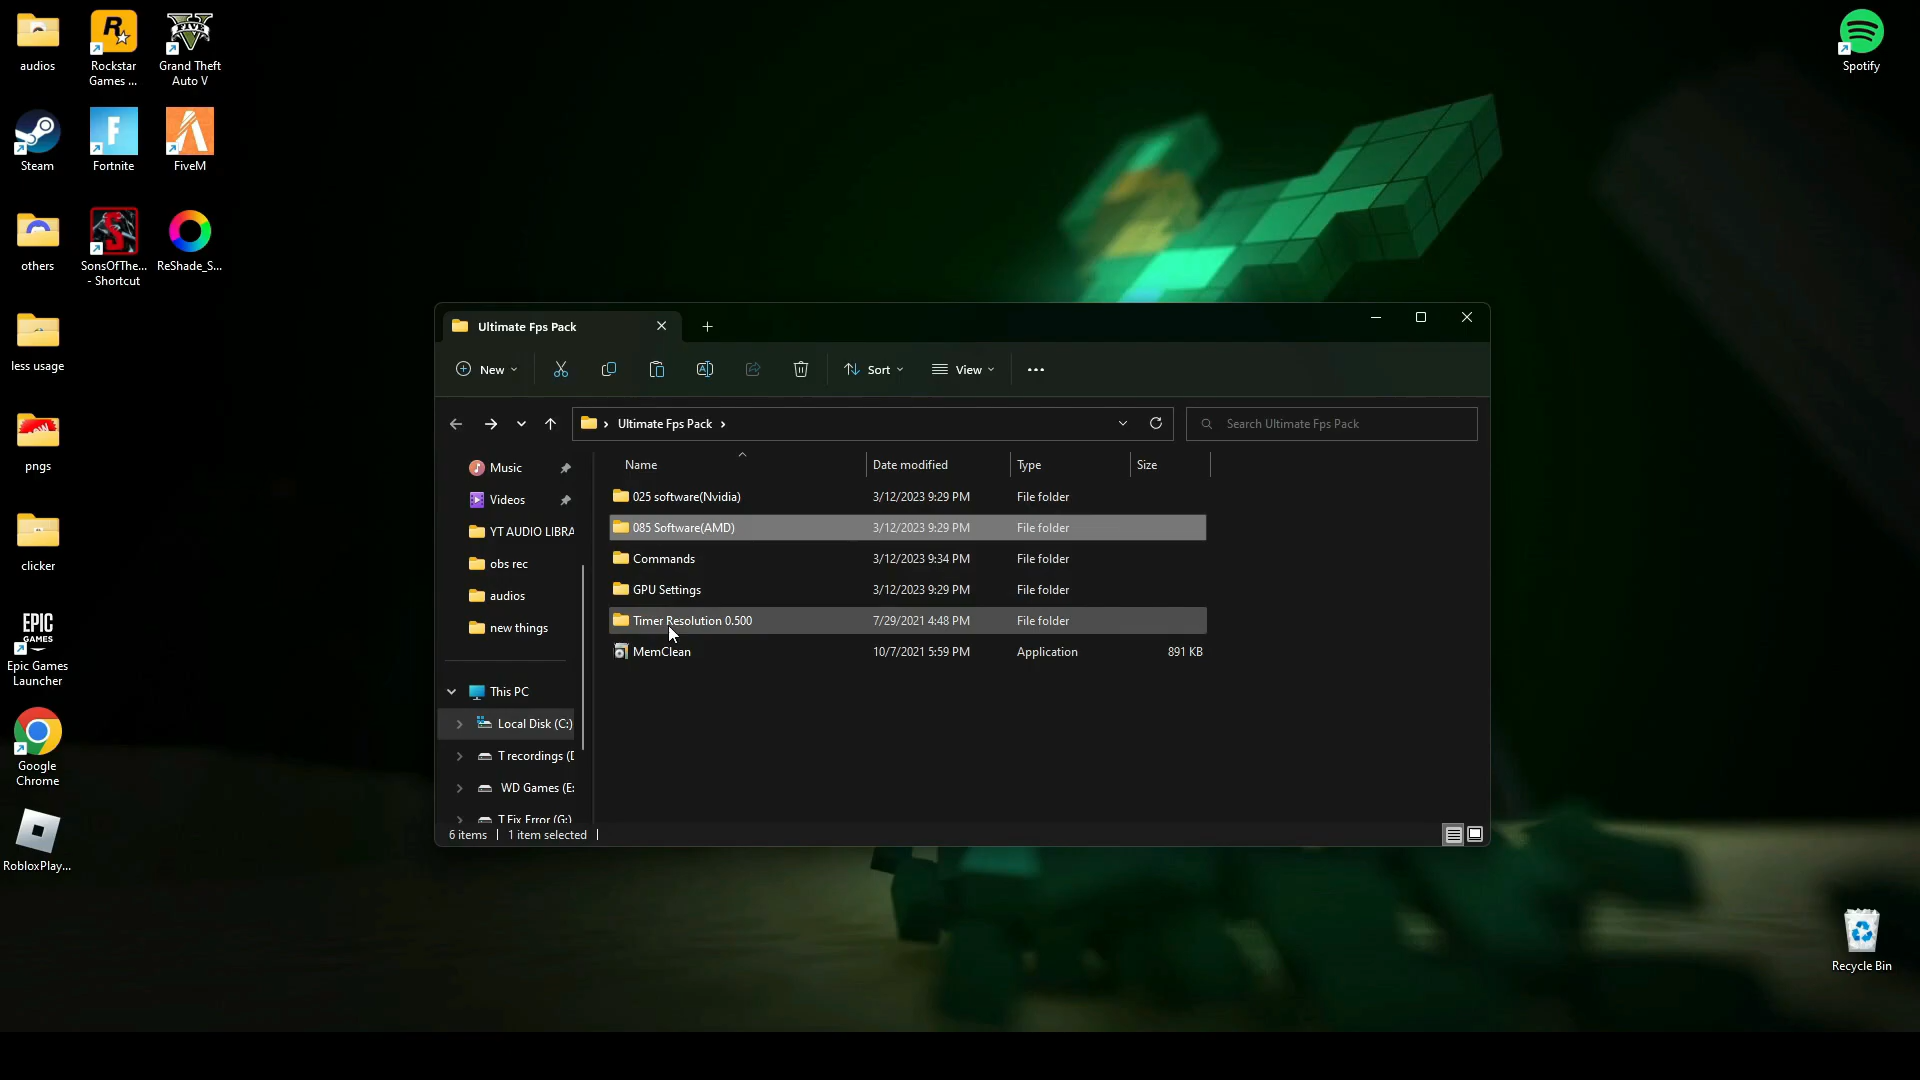 audios
Rockstar
Games ...
Grand Theft
Auto V
Spotify
Steam
Fortnite
FiveM
others
SonsOfThe...
- Shortcut
ReShade_S...
less usage
pngs
clicker
EPIC
GAMES
Epic Games
Launcher
Google
Chrome
RobloxPlay...
Recycle Bin
Ultimate Fps Pack
New
Sort
View
Ultimate Fps Pack
Search Ultimate Fps Pack
Music
Videos
YT AUDIO LIBRA
obs rec
audios
new things
This PC
Local Disk (C:)
T recordings (D
WD Games (E:
T Fix Error (G:)
Name Date modified Type Size
025 software(Nvidia) 3/12/2023 9:29 PM File folder
085 Software(AMD) 3/12/2023 9:29 PM File folder
Commands 3/12/2023 9:34 PM File folder
GPU Settings 3/12/2023 9:29 PM File folder
Timer Resolution 0.500 7/29/2021 4:48 PM File folder
MemClean 10/7/2021 5:59 PM Application 891 KB
6 items 1 item selected